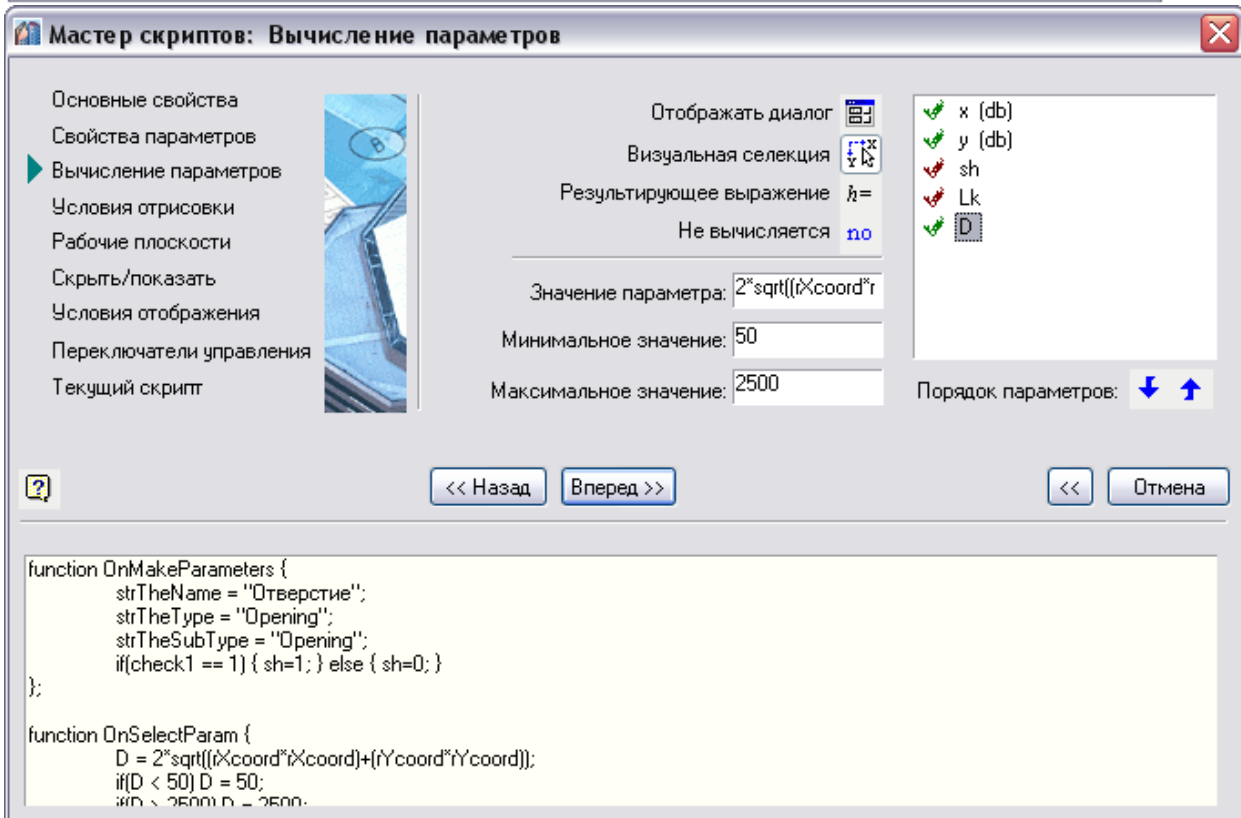 Мастер скриптов: Вычисление параметров
Основные свойства
Свойства параметров
Вычисление параметров
Условия отрисовки
Рабочие плоскости
Скрыть/показать
Условия отображения
Переключатели управления
Текущий скрипт
B
Отображать диалог
Визуальная селекция
Результирующее выражение h=
Не вычисляется no
Значение параметра: 2*sqrt((rXcoord*r
Минимальное значение: 50
Максимальное значение: 2500
x (db)
y (db)
sh
Lk
D
Порядок параметров:
<< Назад
Вперед >>
<<
Отмена
function OnMakeParameters {
strTheName = "Отверстие";
strTheType = "Opening";
strTheSubType = "Opening";
if(check1 == 1) { sh=1; } else { sh=0; }
};
function OnSelectParam {
D = 2*sqrt((rXcoord*rXcoord)+(rYcoord*rYcoord));
if(D < 50) D = 50;
if(D > 2500) D = 2500;